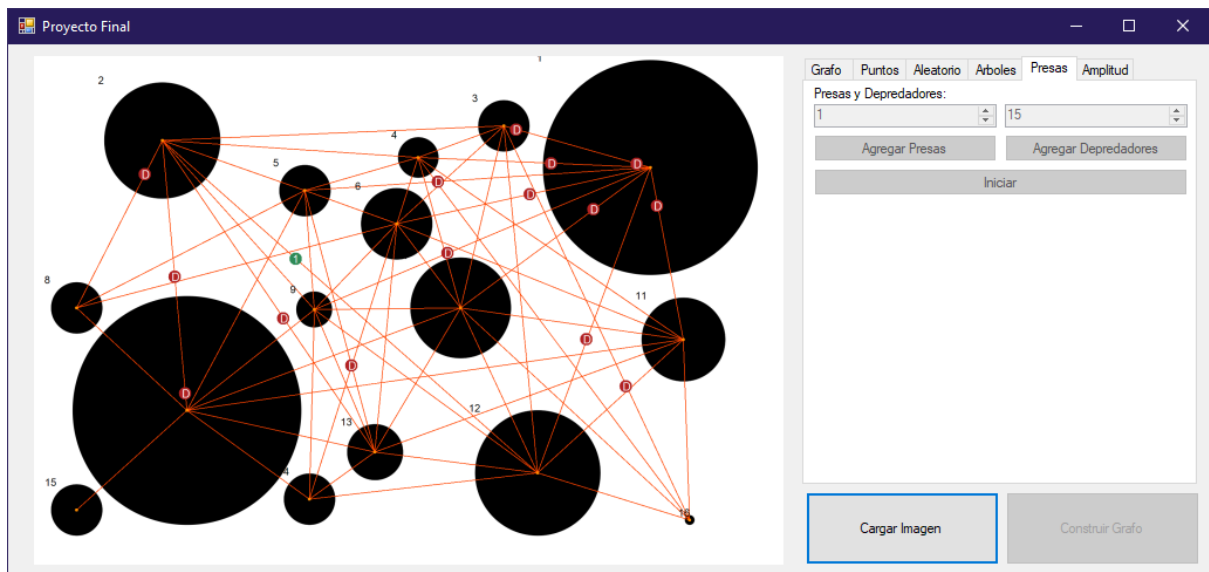 Proyecto Final
Grafo Puntos Aleatorio Arboles Presas Amplitud
Presas y Depredadores:
1 15
Agregar Presas Agregar Depredadores
Iniciar
1
2
3
4
5
6
D
D
D
D
D
D
D
D
D
D
1
D
8
9
11
D
D
D
D
D
12
13
4
15
16
Cargar Imagen Construir Grafo